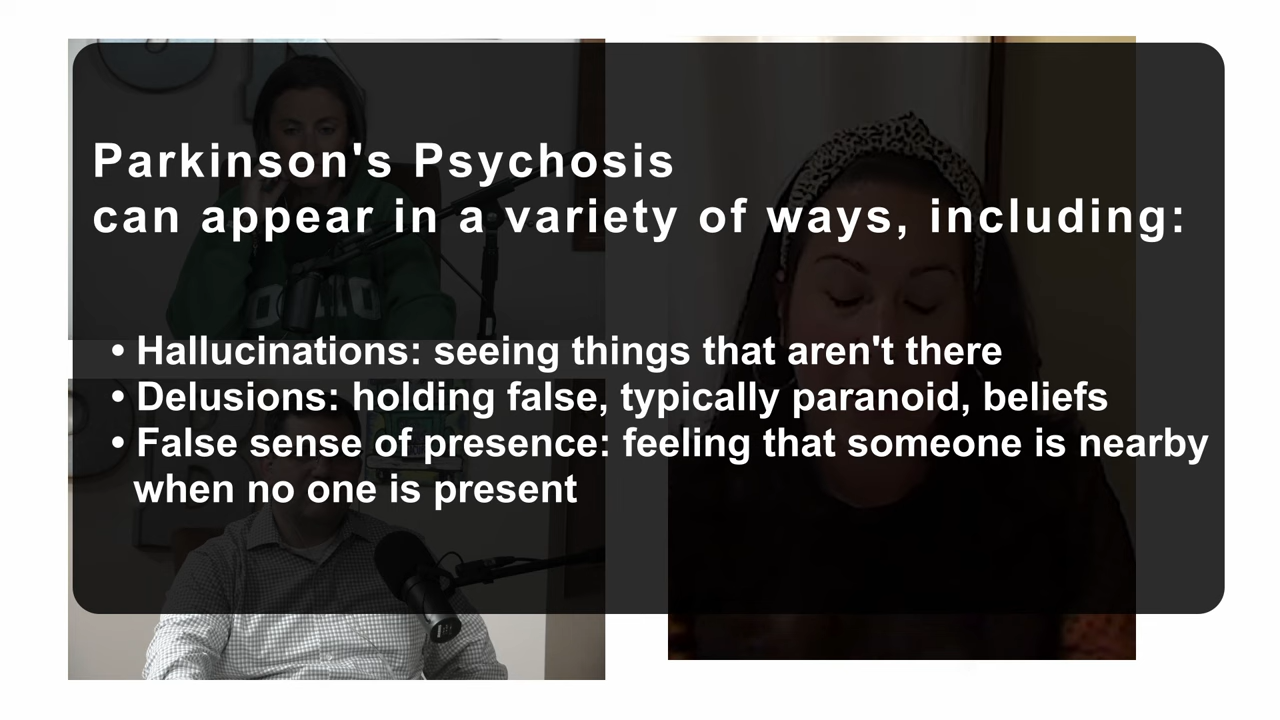 Parkinson's Psychosis
can appear in a variety of ways, including:
• Hallucinations: seeing things that aren't there
• Delusions: holding false, typically paranoid, beliefs
• False sense of presence: feeling that someone is nearby
when no one is present